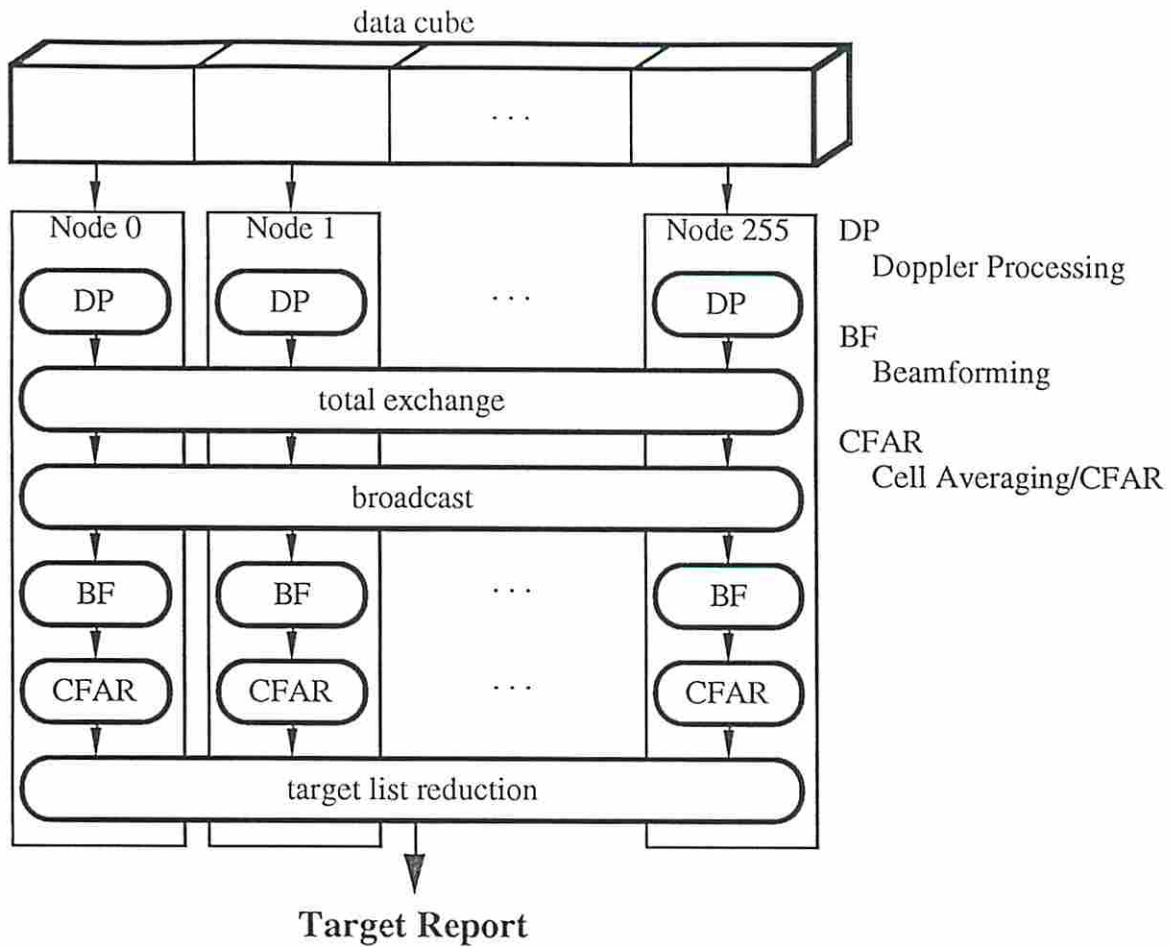 data cube
. . .
Node 0
Node 1
Node 255
DP
Doppler Processing
DP
DP
. . .
DP
BF
Beamforming
total exchange
CFAR
Cell Averaging/CFAR
broadcast
BF
BF
. . .
BF
CFAR
CFAR
. . .
CFAR
target list reduction
Target Report